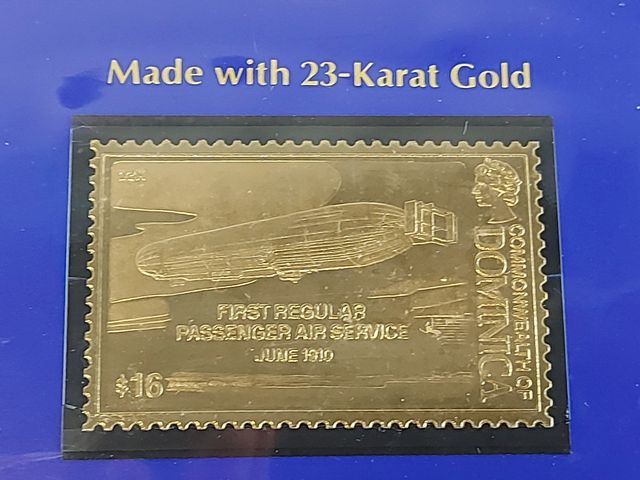 Made with 23-Karat Gold
COMMONWEALTH OF
DOMINICA
FIRST REGULAR
PASSENGER AIR SERVICE
JUNE 1910
$16